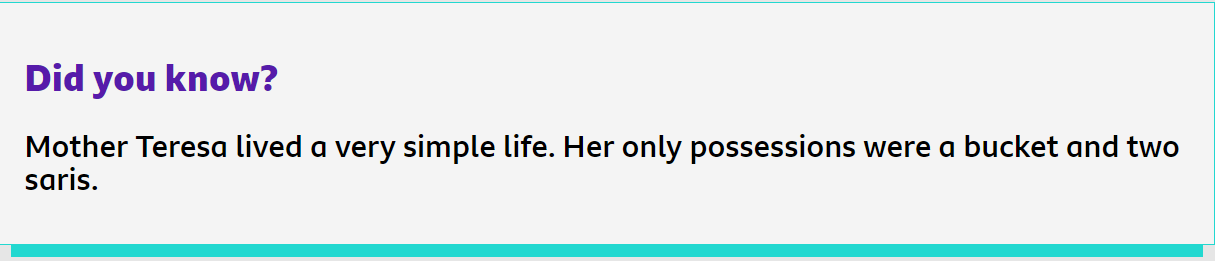 Did you know?
Mother Teresa lived a very simple life. Her only possessions were a bucket and two
saris.